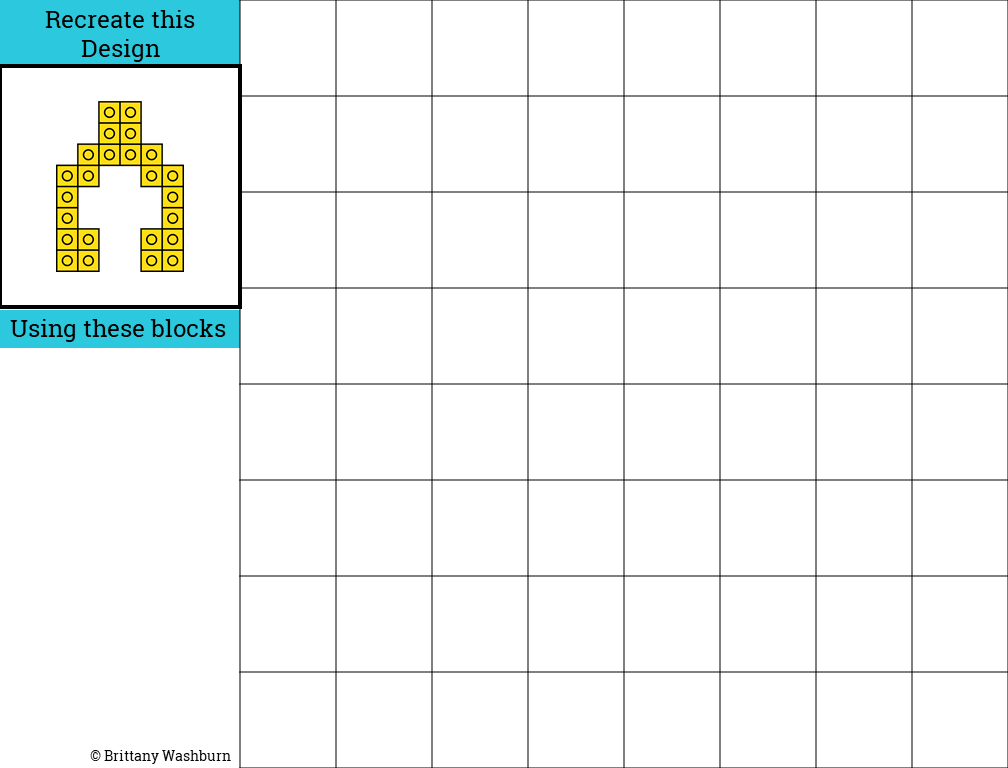 Recreate this
Design
Using these blocks
© Brittany Washburn